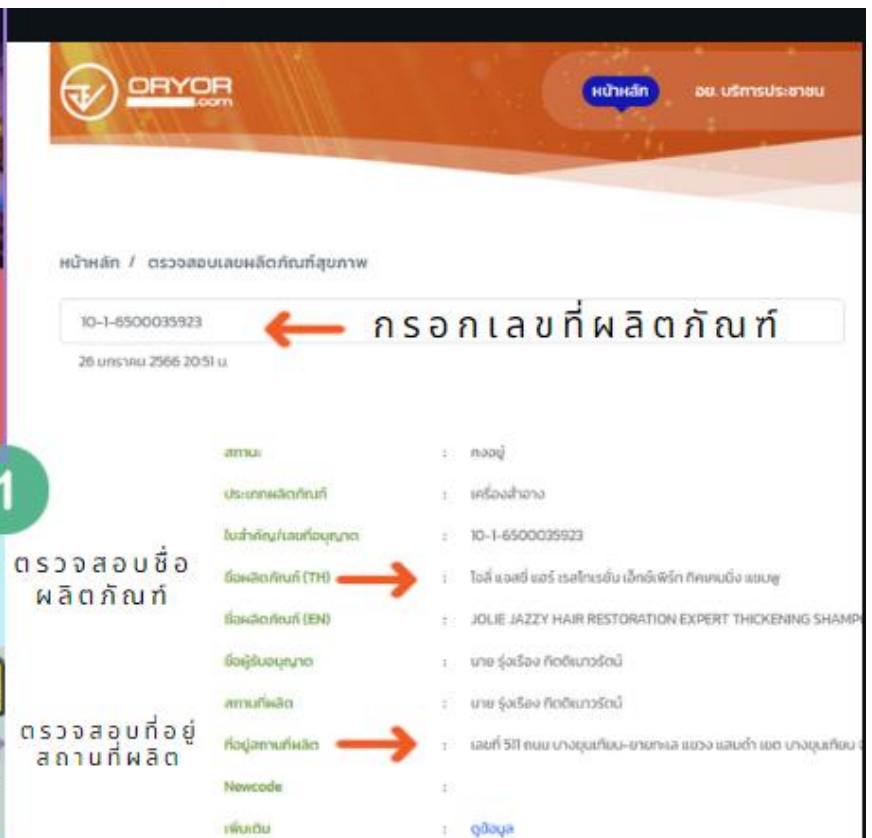 ORYOR
.com
หน้าหลัก
อย. บริการประชาชน
หน้าหลัก / ตรวจสอบเลขผลิตภัณฑ์สุขภาพ
10-1-6500035923
กรอกเลขที่ผลิตภัณฑ์
26 มกราคม 2566 20:51 น.
สถานะ : คงอยู่
1
ประเภทผลิตภัณฑ์ : เครื่องสำอาง
ใบสำคัญ/เลขที่อนุญาต : 10-1-6500035923
ตรวจสอบชื่อ
ผลิตภัณฑ์
ชื่อผลิตภัณฑ์ (TH) : โจลี่ แจสซี่ แฮร์ เรสโทเรชั่น เอ็กซ์เพิร์ท ทิคเคนนิ่ง แชมพู
ชื่อผลิตภัณฑ์ (EN) : JOLIE JAZZY HAIR RESTORATION EXPERT THICKENING SHAMP
ชื่อผู้รับอนุญาต : นาย รุ่งเรือง กิตติเนาวรัตน์
สถานที่ผลิต : นาย รุ่งเรือง กิตติเนาวรัตน์
ตรวจสอบที่อยู่
สถานที่ผลิต
ที่อยู่สถานที่ผลิต : เลขที่ 511 ถนน บางขุนเทียน-ชายทะเล แขวง แสมดำ เขต บางขุนเทียน
Newcode :
เพิ่มเติม : ดูข้อมูล